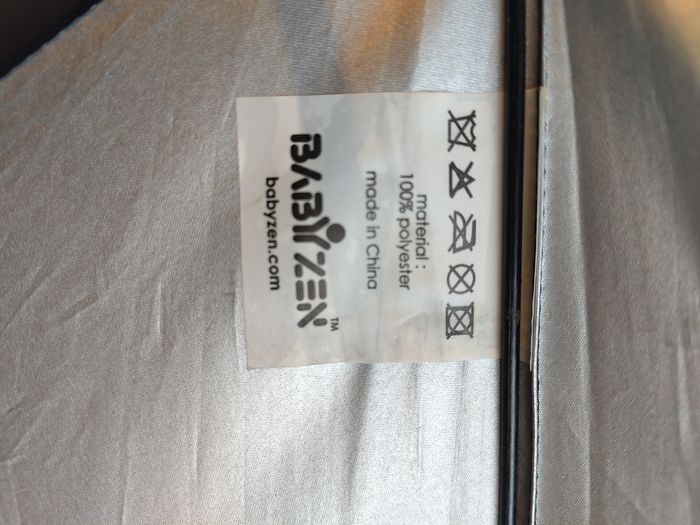 material :
100% polyester
made in China
BABYZEN™
babyzen.com